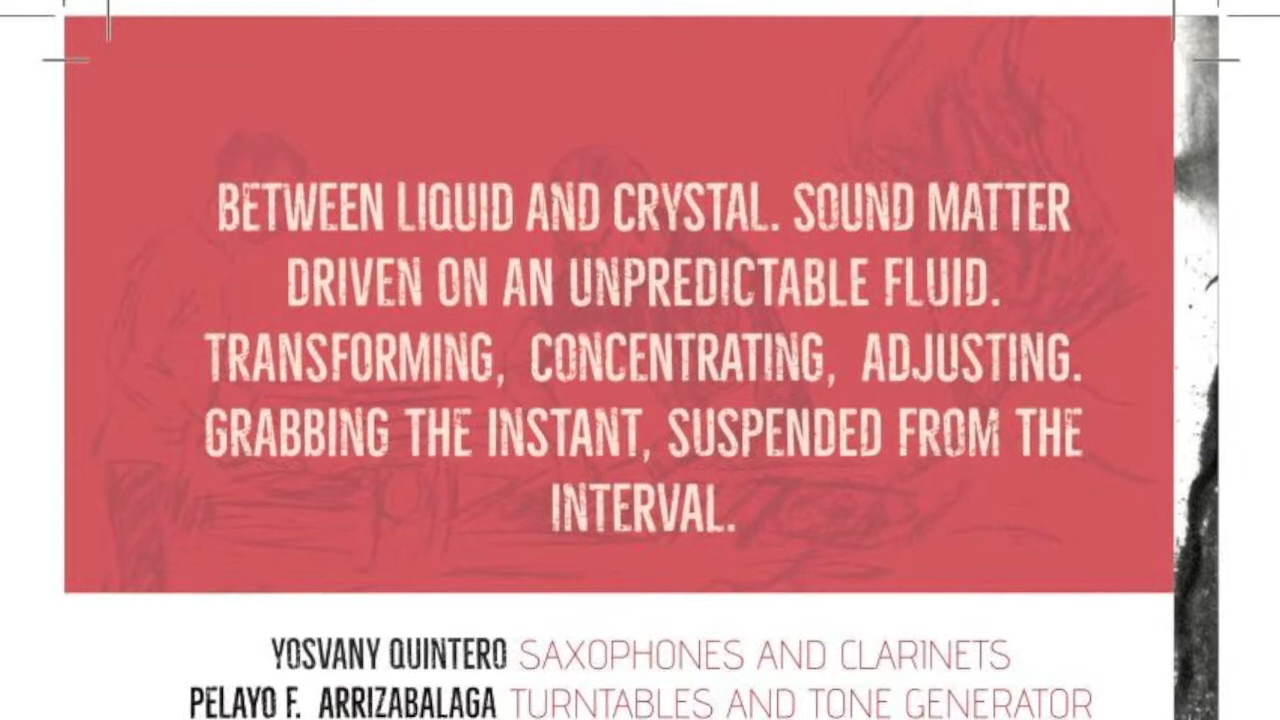 BETWEEN LIQUID AND CRYSTAL. SOUND MATTER
DRIVEN ON AN UNPREDICTABLE FLUID.
TRANSFORMING, CONCENTRATING, ADJUSTING.
GRABBING THE INSTANT, SUSPENDED FROM THE
INTERVAL.
YOSVANY QUINTERO SAXOPHONES AND CLARINETS
PELAYO F. ARRIZABALAGA TURNTABLES AND TONE GENERATOR